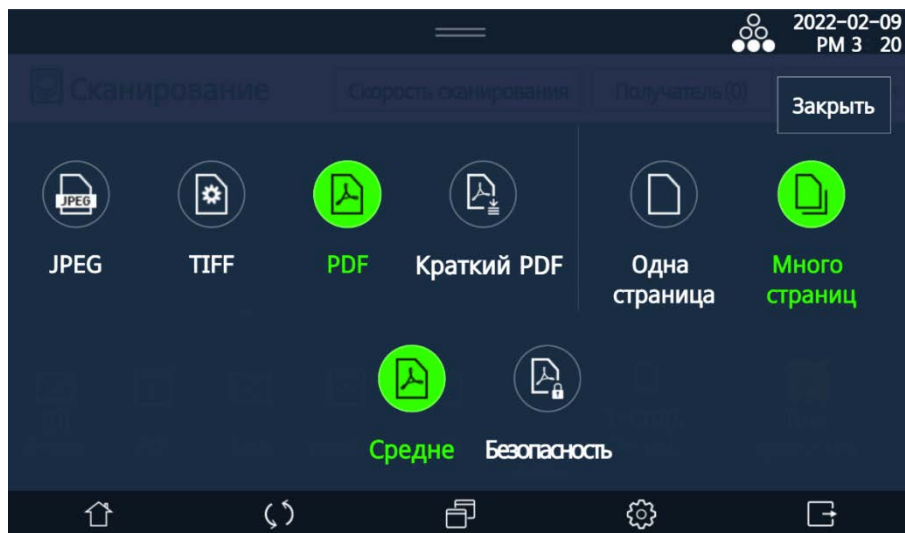 2022-02-09
PM 3 20
Сканирование
Скорость сканирования
Получатель (0)
Закрыть
JPEG
JPEG
TIFF
PDF
Краткий PDF
Одна
страница
Много
страниц
Средне
Безопасность